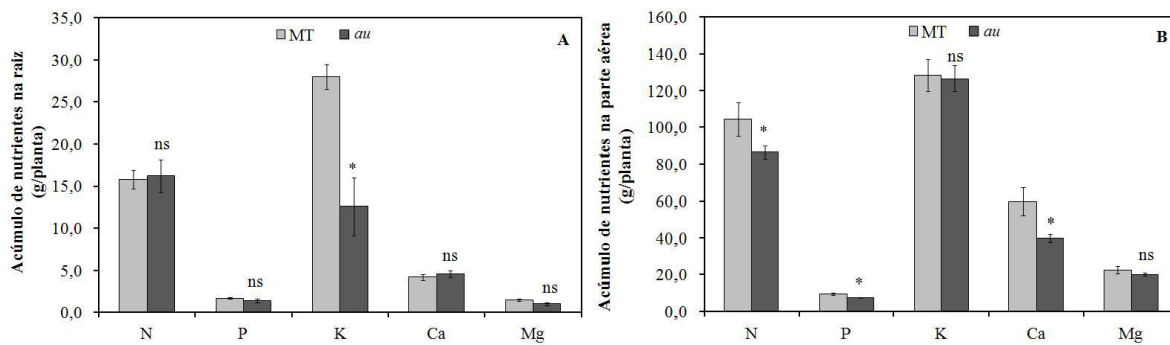 Acúmulo de nutrientes na raiz
(g/planta)
35,0
30,0
25,0
20,0
15,0
10,0
5,0
0,0
MT au
A
ns
ns
*
ns
ns
N P K Ca Mg
Acúmulo de nutrientes na parte aérea
(g/planta)
160,0
140,0
120,0
100,0
80,0
60,0
40,0
20,0
0,0
MT au
B
*
*
ns
*
ns
N P K Ca Mg